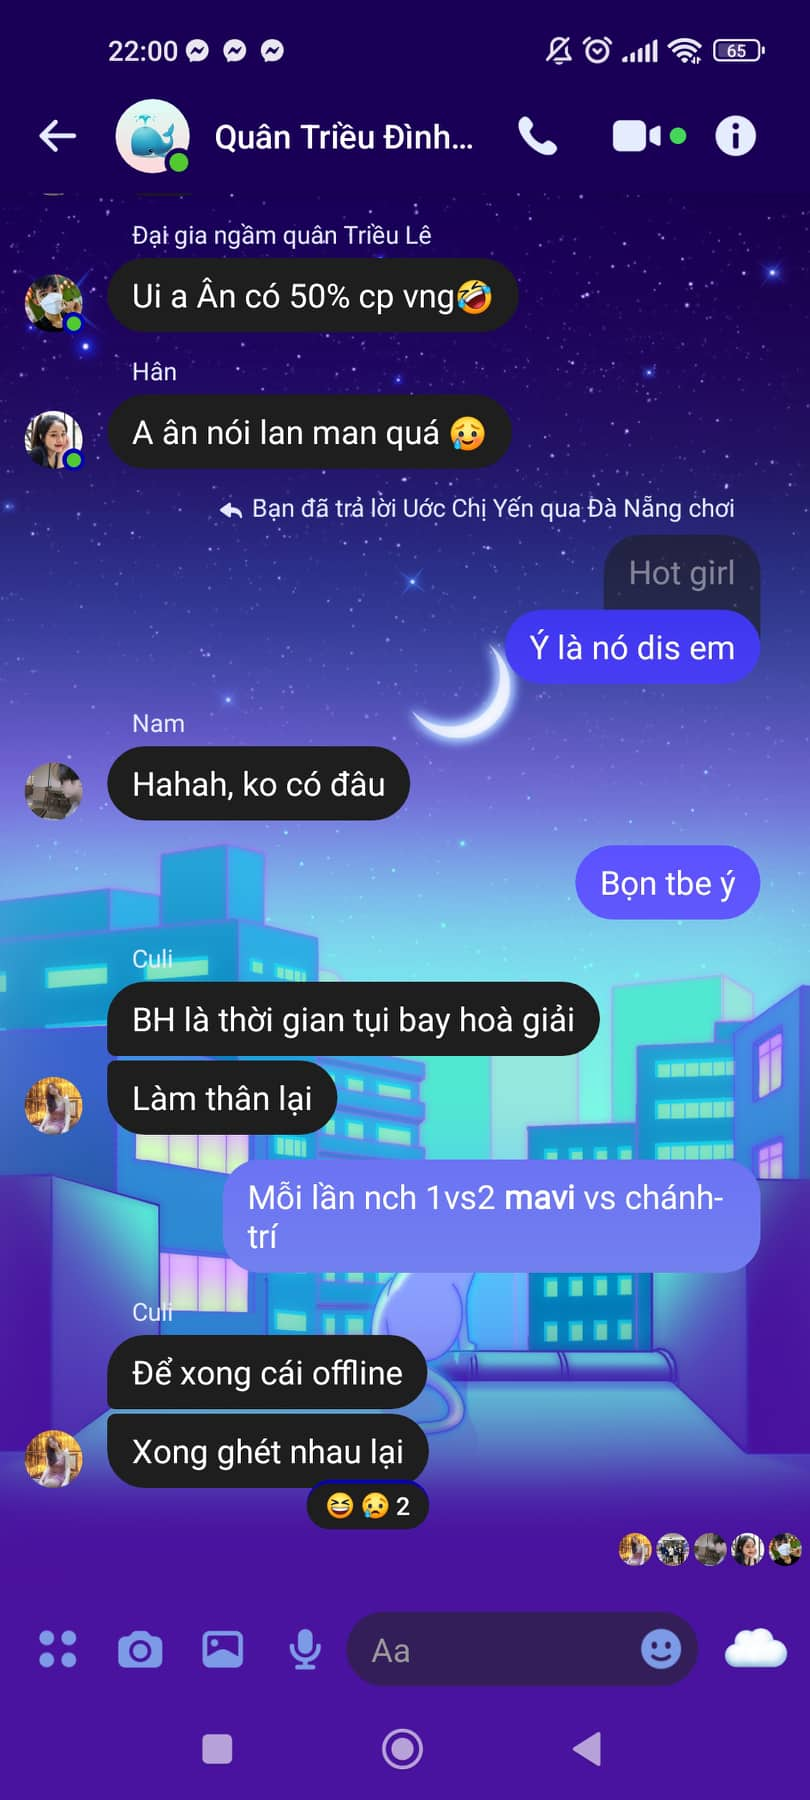 22:00
65
Quân Triều Đình...
Đại gia ngầm quân Triều Lê
Ui a Ân có 50% cp vng🤣
Hân
A ân nói lan man quá 😥
Bạn đã trả lời Uớc Chị Yến qua Đà Nẵng chơi
Hot girl
Ý là nó dis em
Nam
Hahah, ko có đâu
Bọn tbe ý
Culi
BH là thời gian tụi bay hoà giải
Làm thân lại
Mỗi lần nch 1vs2 mavi vs chánh-
trí
Culi
Để xong cái offline
Xong ghét nhau lại
😆 😢 2
Aa